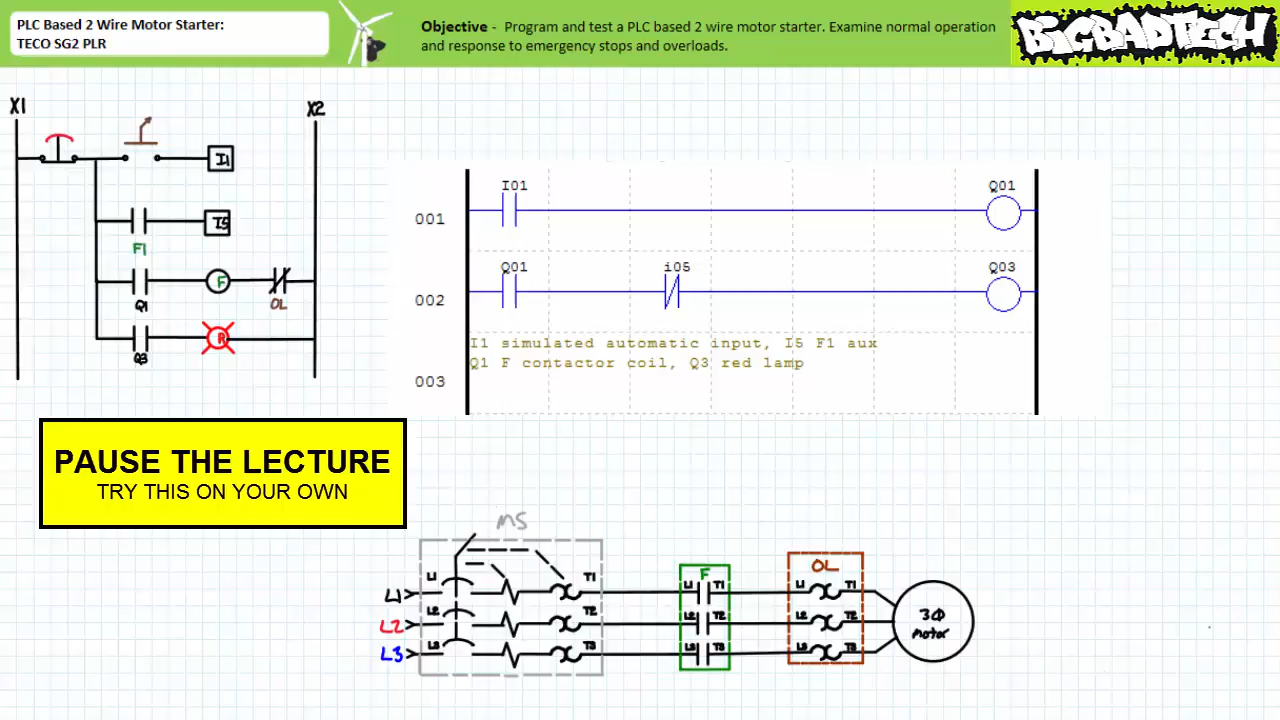 PLC Based 2 Wire Motor Starter:
TECO SG2 PLR
Objective - Program and test a PLC based 2 wire motor starter. Examine normal operation
and response to emergency stops and overloads.
BIGBADTECH
X1
X2
I1
I5
F1
F
OL
Q1
R
Q3
I01
Q01
001
Q01
i05
Q03
002
I1 simulated automatic input, I5 F1 aux
Q1 F contactor coil, Q3 red lamp
003
PAUSE THE LECTURE
TRY THIS ON YOUR OWN
MS
F
OL
L1
L1
T1
L1
T1
L1
T1
L2
L2
T2
L2
T2
L2
T2
L3
L3
T3
L3
T3
L3
T3
3Φ
motor